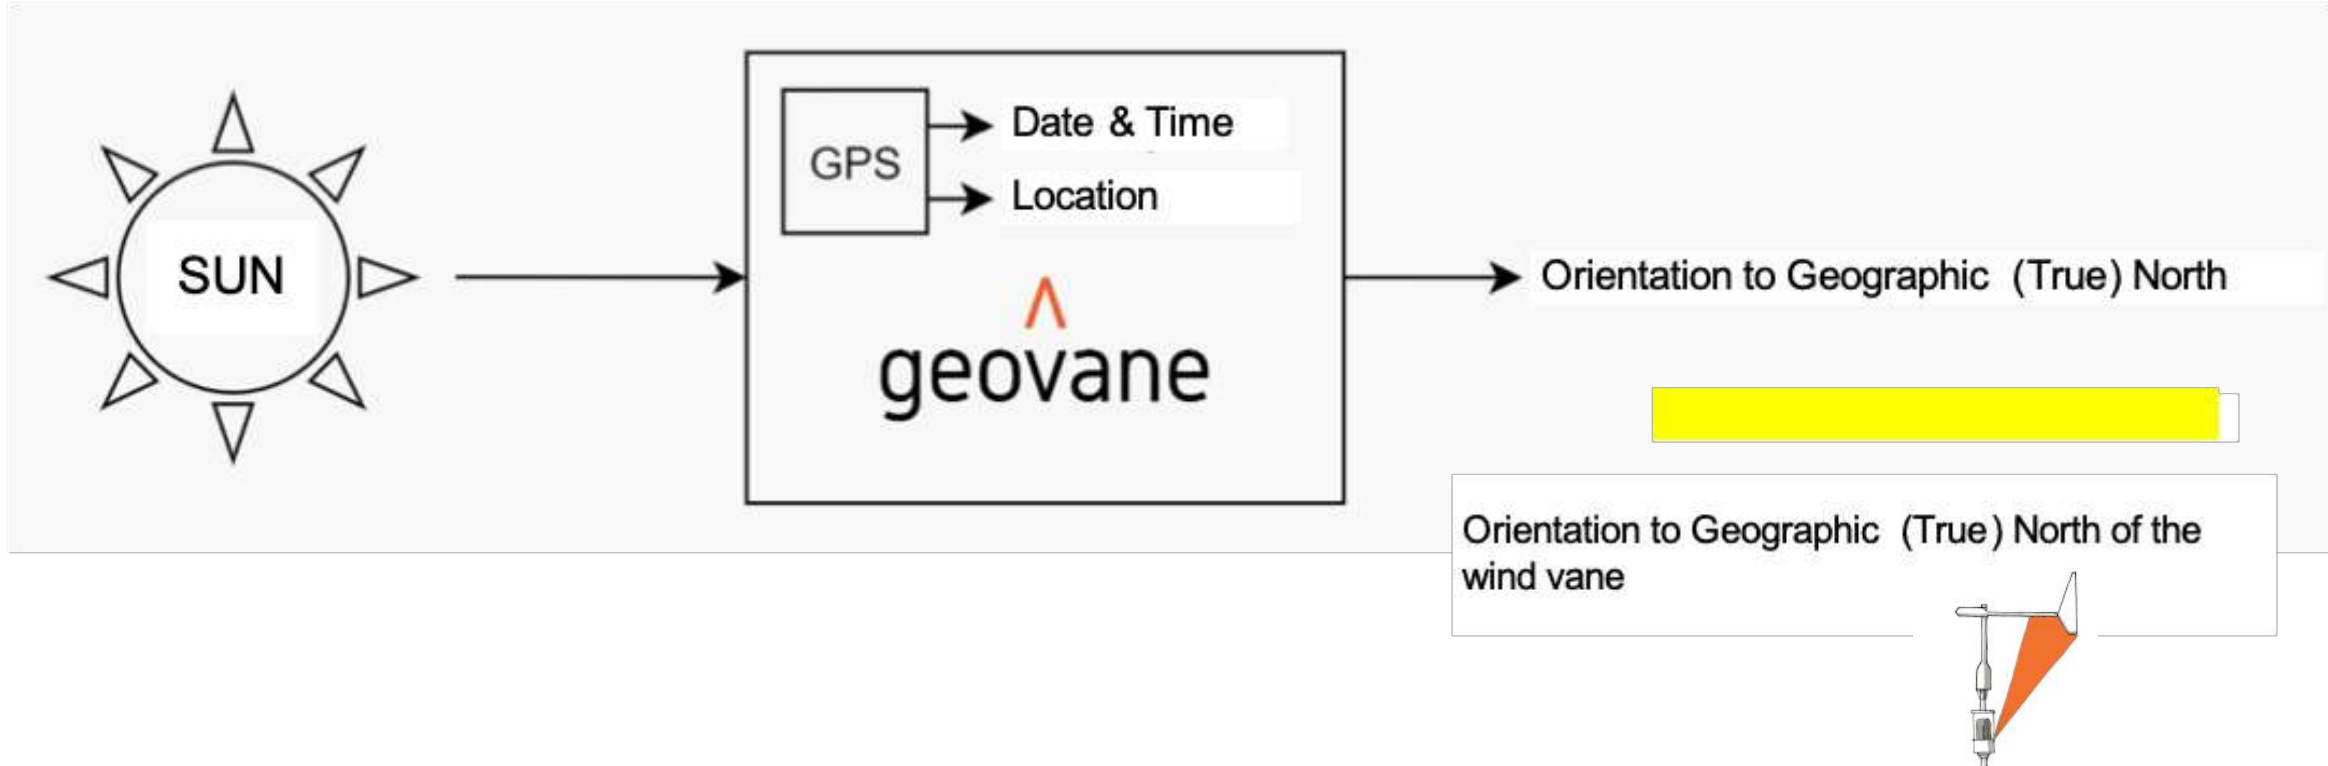 SUN
GPS
Date & Time
Location
geovane
Orientation to Geographic (True) North
Orientation to Geographic (True) North of the
wind vane